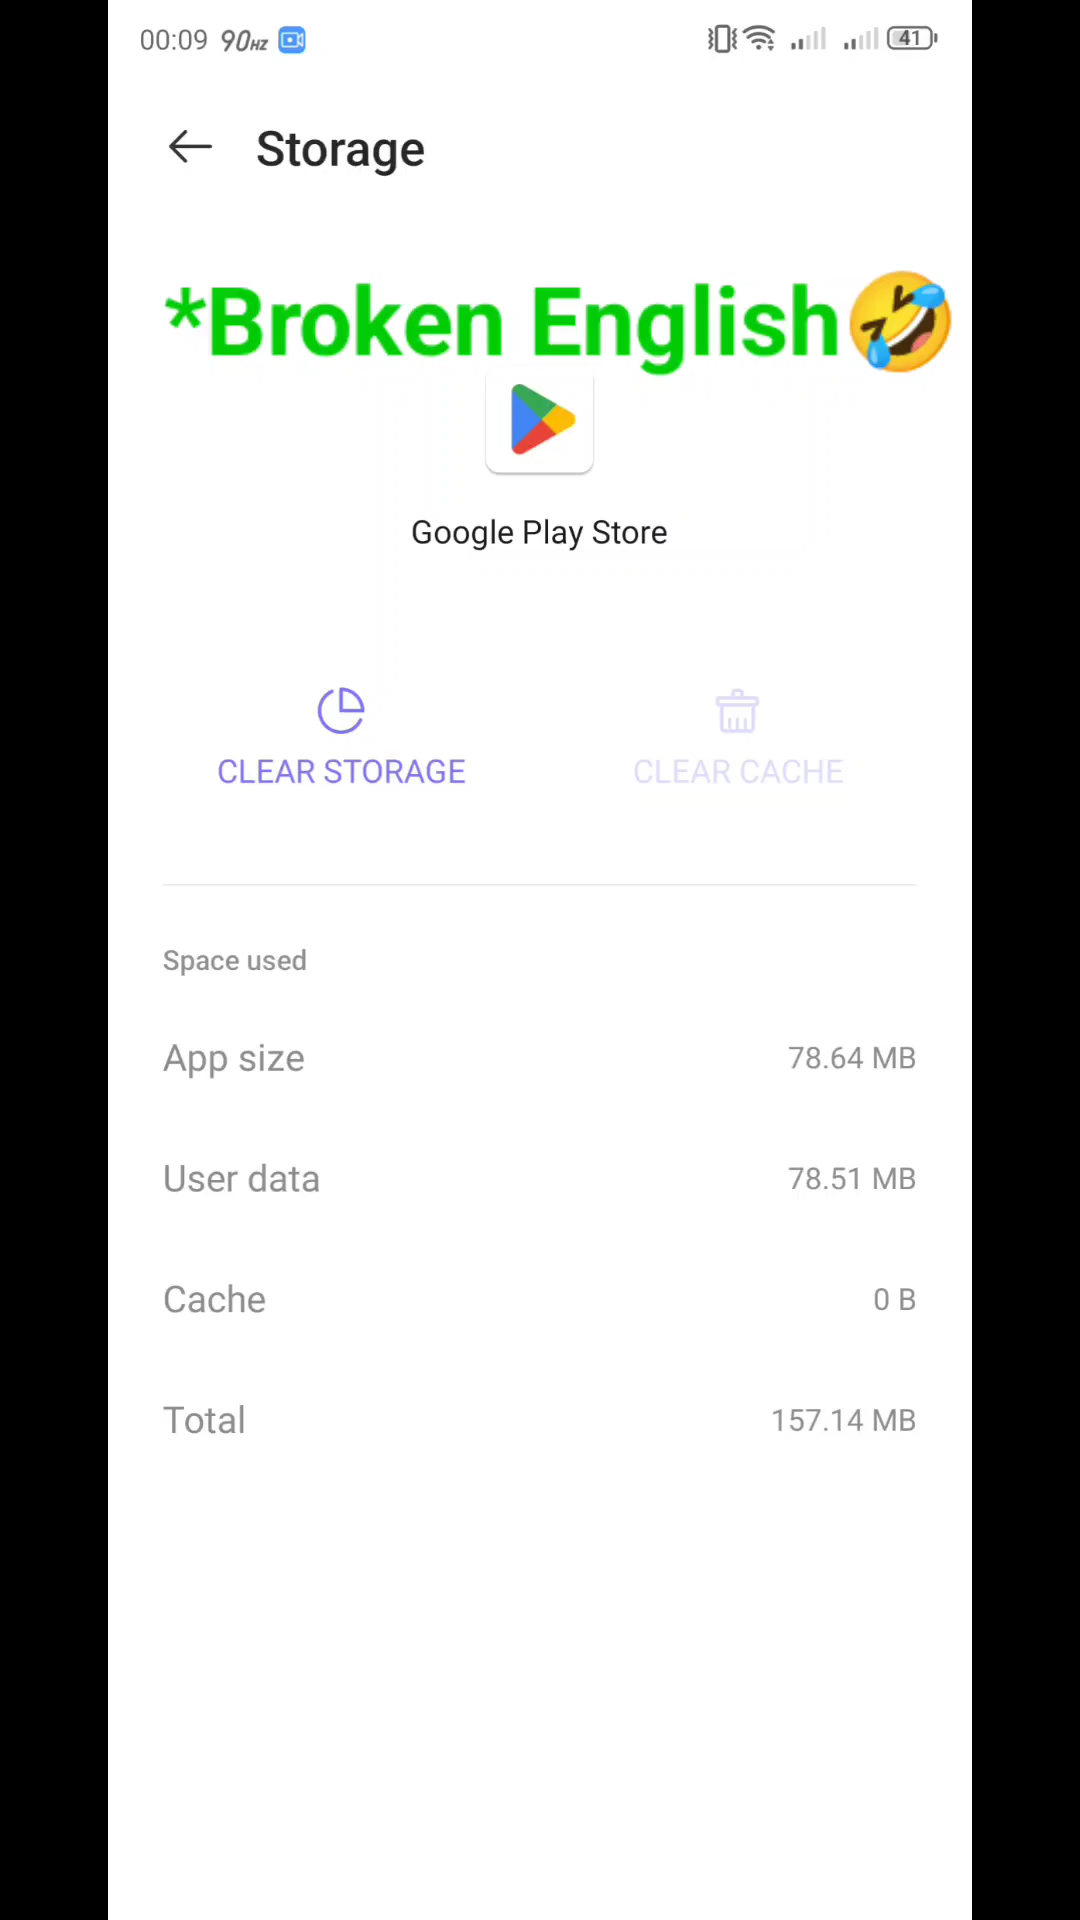 00:09 90HZ 41
Storage
*Broken English🤣
Google Play Store
CLEAR STORAGE CLEAR CACHE
Space used
App size 78.64 MB
User data 78.51 MB
Cache 0 B
Total 157.14 MB